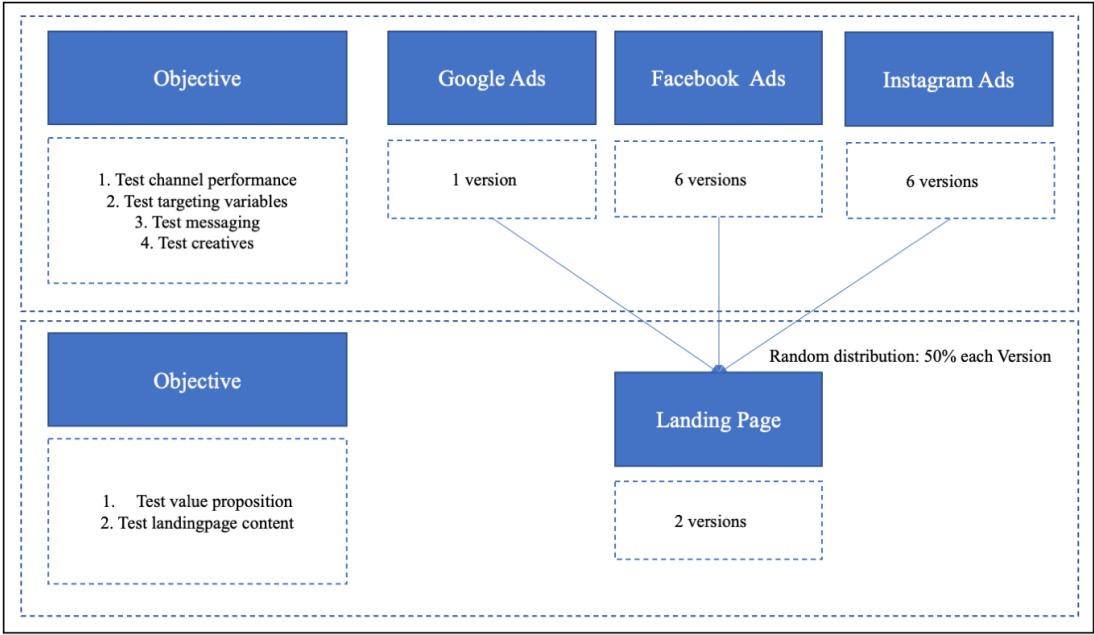 Objective
Google Ads
Facebook Ads
Instagram Ads
1. Test channel performance
2. Test targeting variables
3. Test messaging
4. Test creatives
1 version
6 versions
6 versions
Objective
Random distribution: 50% each Version
Landing Page
1. Test value proposition
2. Test landingpage content
2 versions